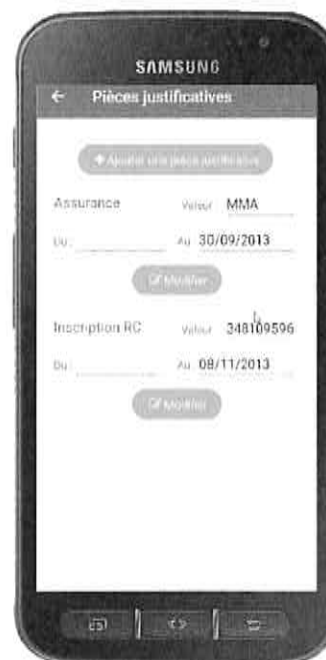 SAMSUNG
← Pièces justificatives
+ Ajouter une pièce justificative
Assurance Valeur MMA
Du : Au 30/09/2013
Modifier
Inscription RC Valeur 348109596
Du : Au 08/11/2013
Modifier